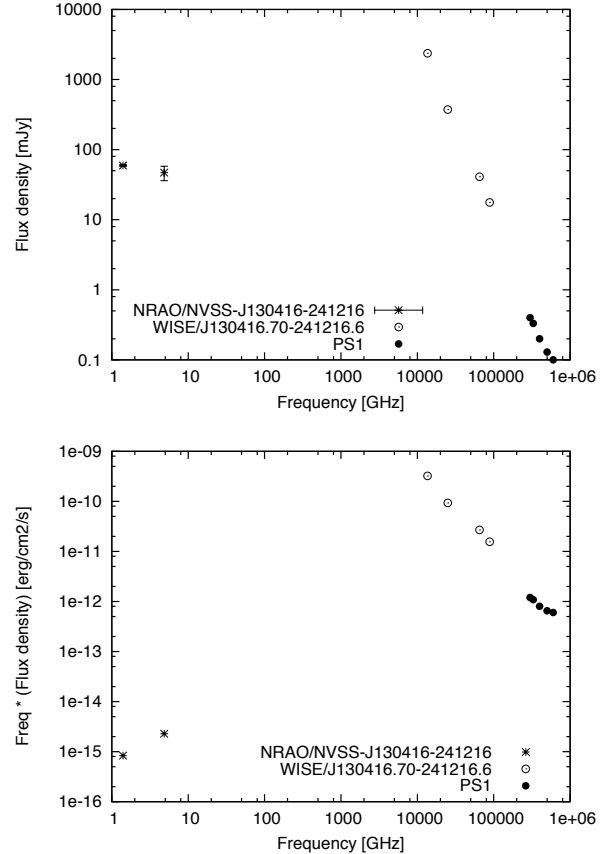 10000
1000
100
10
1
0.1
Flux density [mJy]
NRAO/NVSS-J130416-241216
WISE/J130416.70-241216.6
PS1
1 10 100 1000 10000 100000 1e+06
Frequency [GHz]
1e-09
1e-10
1e-11
1e-12
1e-13
1e-14
1e-15
1e-16
Freq * (Flux density) [erg/cm2/s]
NRAO/NVSS-J130416-241216
WISE/J130416.70-241216.6
PS1
1 10 100 1000 10000 100000 1e+06
Frequency [GHz]